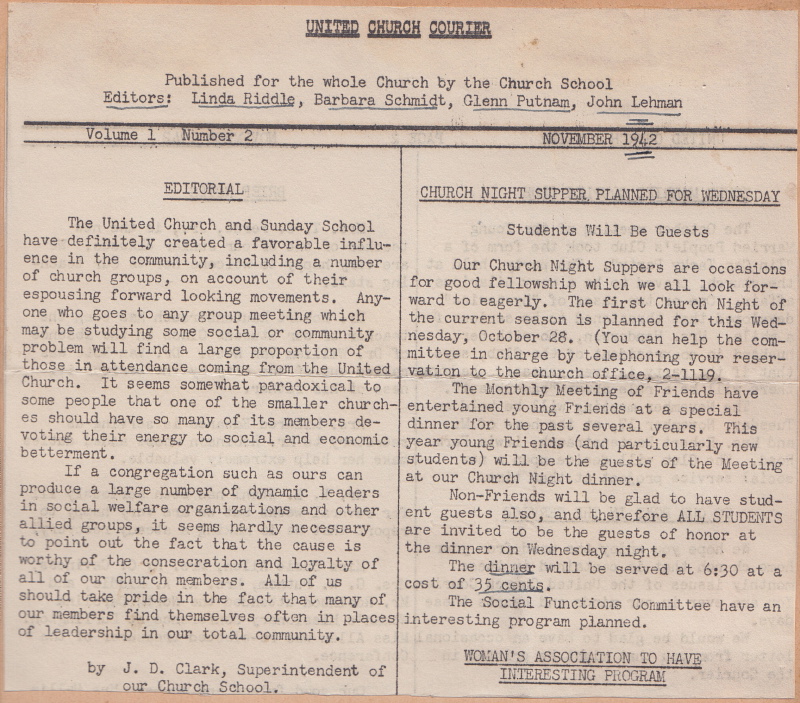 UNITED CHURCH COURIER
Published for the whole Church by the Church School
Editors: Linda Riddle, Barbara Schmidt, Glenn Putnam, John Lehman
Volume 1 Number 2 NOVEMBER 1942
EDITORIAL
The United Church and Sunday School
have definitely created a favorable influ-
ence in the community, including a number
of church groups, on account of their
espousing forward looking movements. Any-
one who goes to any group meeting which
may be studying some social or community
problem will find a large proportion of
those in attendance coming from the United
Church. It seems somewhat paradoxical to
some people that one of the smaller church-
es should have so many of its members de-
voting their energy to social and economic
betterment.
If a congregation such as ours can
produce a large number of dynamic leaders
in social welfare organizations and other
allied groups, it seems hardly necessary
to point out the fact that the cause is
worthy of the consecration and loyalty of
all of our church members. All of us
should take pride in the fact that many of
our members find themselves often in places
of leadership in our total community.
by J. D. Clark, Superintendent of
our Church School.
CHURCH NIGHT SUPPER PLANNED FOR WEDNESDAY
Students Will Be Guests
Our Church Night Suppers are occasions
for good fellowship which we all look for-
ward to eagerly. The first Church Night of
the current season is planned for this Wed-
nesday, October 28. (You can help the com-
mittee in charge by telephoning your reser-
vation to the church office, 2-1119.
The Monthly Meeting of Friends have
entertained young Friends at a special
dinner for the past several years. This
year young Friends (and particularly new
students) will be the guests of the Meeting
at our Church Night dinner.
Non-Friends will be glad to have stud-
ent guests also, and therefore ALL STUDENTS
are invited to be the guests of honor at
the dinner on Wednesday night.
The dinner will be served at 6:30 at a
cost of 35 cents.
The Social Functions Committee have an
interesting program planned.
WOMAN'S ASSOCIATION TO HAVE
INTERESTING PROGRAM